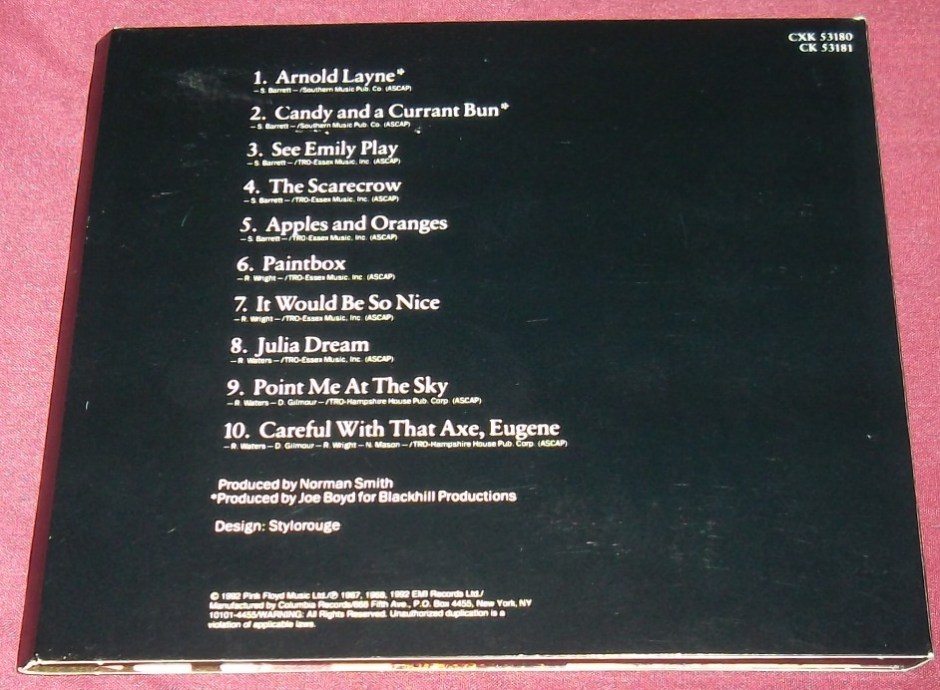 CXK 53180
CK 53181
1. Arnold Layne*
– S. Barrett – /Southern Music Pub. Co. (ASCAP)
2. Candy and a Currant Bun*
– S. Barrett – /Southern Music Pub. Co. (ASCAP)
3. See Emily Play
– S. Barrett – /TRO-Essex Music, Inc. (ASCAP)
4. The Scarecrow
– S. Barrett – /TRO-Essex Music, Inc. (ASCAP)
5. Apples and Oranges
– S. Barrett – /TRO-Essex Music, Inc. (ASCAP)
6. Paintbox
– R. Wright – /TRO-Essex Music, Inc. (ASCAP)
7. It Would Be So Nice
– R. Wright – /TRO-Essex Music, Inc. (ASCAP)
8. Julia Dream
– R. Waters – /TRO-Essex Music, Inc. (ASCAP)
9. Point Me At The Sky
– R. Waters – D. Gilmour – /TRO-Hampshire House Pub. Corp. (ASCAP)
10. Careful With That Axe, Eugene
– R. Waters – D. Gilmour – R. Wright – N. Mason – /TRO-Hampshire House Pub. Corp. (ASCAP)
Produced by Norman Smith
*Produced by Joe Boyd for Blackhill Productions
Design: Stylorouge
© 1992 Pink Floyd Music Ltd./℗ 1967, 1968, 1992 EMI Records Ltd./
Manufactured by Columbia Records/666 Fifth Ave., P.O. Box 4455, New York, NY
10101-4455/WARNING: All Rights Reserved. Unauthorized duplication is a
violation of applicable laws.